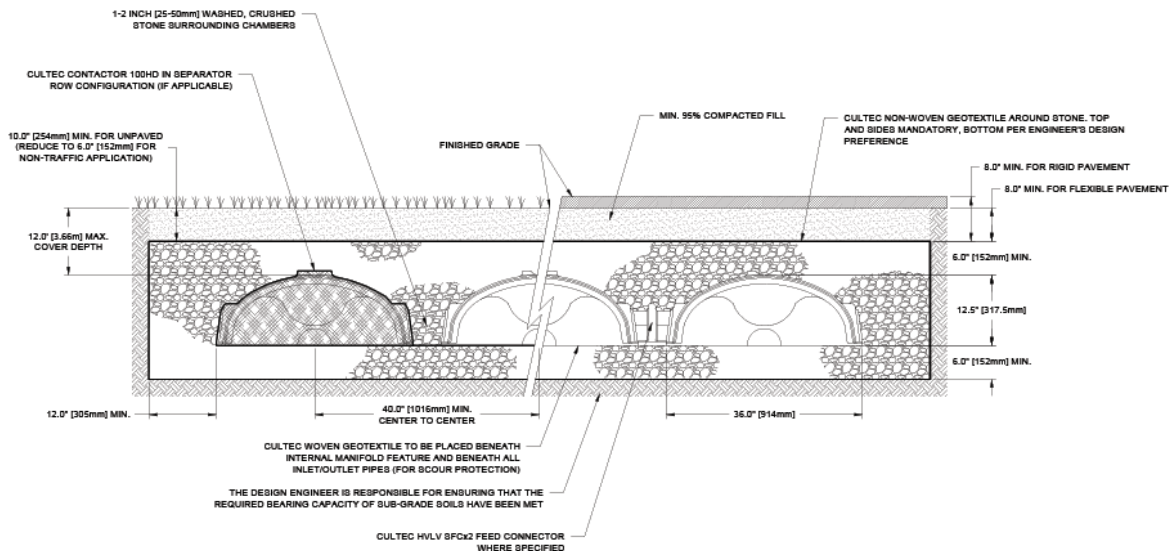 1-2 INCH [25-50mm] WASHED, CRUSHED
STONE SURROUNDING CHAMBERS
CULTEC CONTACTOR 100HD IN SEPARATOR
ROW CONFIGURATION (IF APPLICABLE)
10.0" [254mm] MIN. FOR UNPAVED
(REDUCE TO 6.0" [152mm] FOR
NON-TRAFFIC APPLICATION)
MIN. 95% COMPACTED FILL
CULTEC NON-WOVEN GEOTEXTILE AROUND STONE. TOP
AND SIDES MANDATORY, BOTTOM PER ENGINEER'S DESIGN
PREFERENCE
FINISHED GRADE
8.0" MIN. FOR RIGID PAVEMENT
8.0" MIN. FOR FLEXIBLE PAVEMENT
12.0" [3.66m] MAX.
COVER DEPTH
6.0" [152mm] MIN.
12.5" [317.5mm]
6.0" [152mm] MIN.
12.0" [305mm] MIN.
40.0" [1016mm] MIN.
CENTER TO CENTER
36.0" [914mm]
CULTEC WOVEN GEOTEXTILE TO BE PLACED BENEATH
INTERNAL MANIFOLD FEATURE AND BENEATH ALL
INLET/OUTLET PIPES (FOR SCOUR PROTECTION)
THE DESIGN ENGINEER IS RESPONSIBLE FOR ENSURING THAT THE
REQUIRED BEARING CAPACITY OF SUB-GRADE SOILS HAVE BEEN MET
CULTEC HVLV SFCx2 FEED CONNECTOR
WHERE SPECIFIED